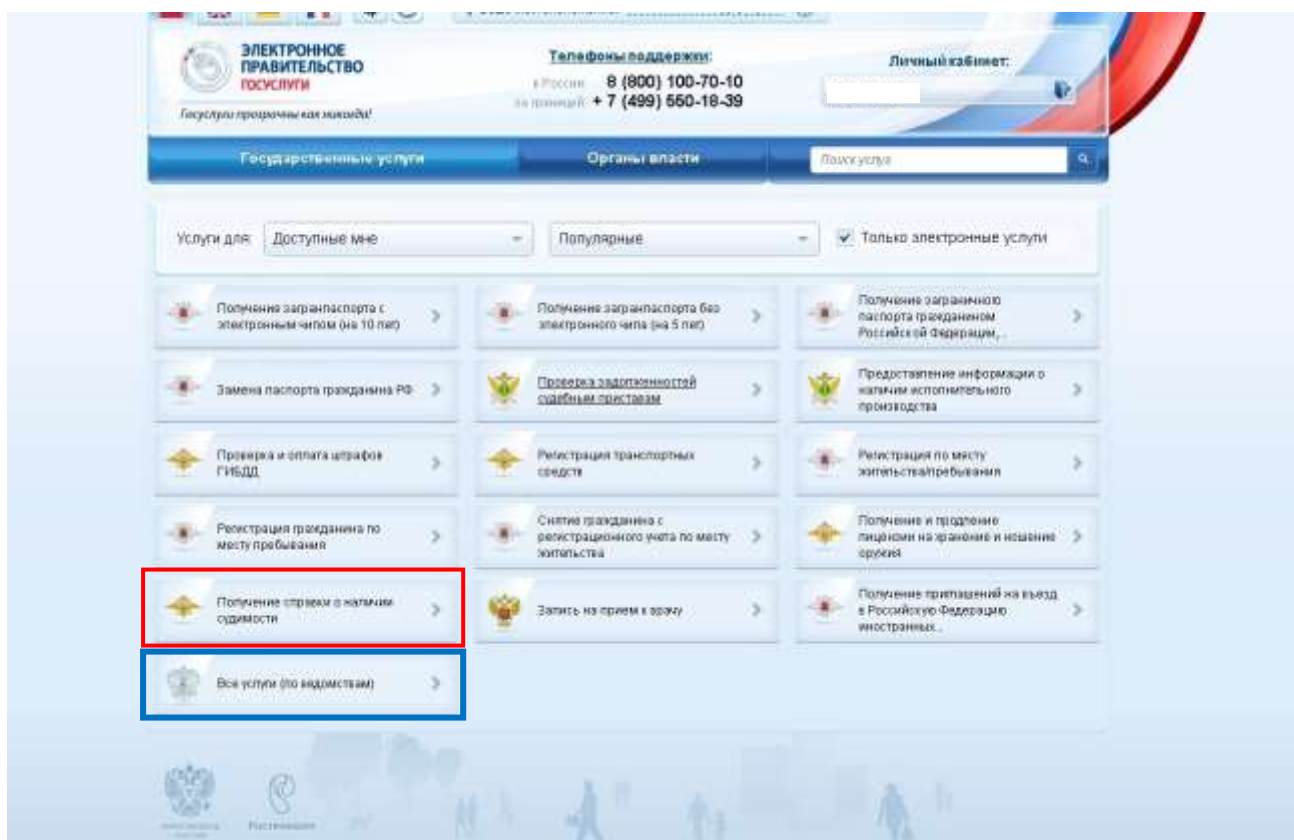 ЭЛЕКТРОННОЕ
ПРАВИТЕЛЬСТВО
ГОСУСЛУГИ
Госуслуги прозрачны как никогда!
Телефоны поддержки:
в России: 8 (800) 100-70-10
за границей: + 7 (499) 550-18-39
Личный кабинет:
Государственные услуги
Органы власти
Поиск услуг
Услуги для:
Доступные мне
Популярные
Только электронные услуги
Получение загранпаспорта с
электронным чипом (на 10 лет)
Получение загранпаспорта без
электронного чипа (на 5 лет)
Получение заграничного
паспорта гражданином
Российской Федерации,...
Замена паспорта гражданина РФ
Проверка задолженностей
судебным приставам
Предоставление информации о
наличии исполнительного
производства
Проверка и оплата штрафов
ГИБДД
Регистрация транспортных
средств
Регистрация по месту
жительства/пребывания
Регистрация гражданина по
месту пребывания
Снятие гражданина с
регистрационного учета по месту
жительства
Получение и продление
лицензии на хранение и ношение
оружия
Получение справки о наличии
судимости
Запись на прием к врачу
Получение приглашений на въезд
в Российскую Федерацию
иностранных...
Все услуги (по ведомствам)
Ростелеком